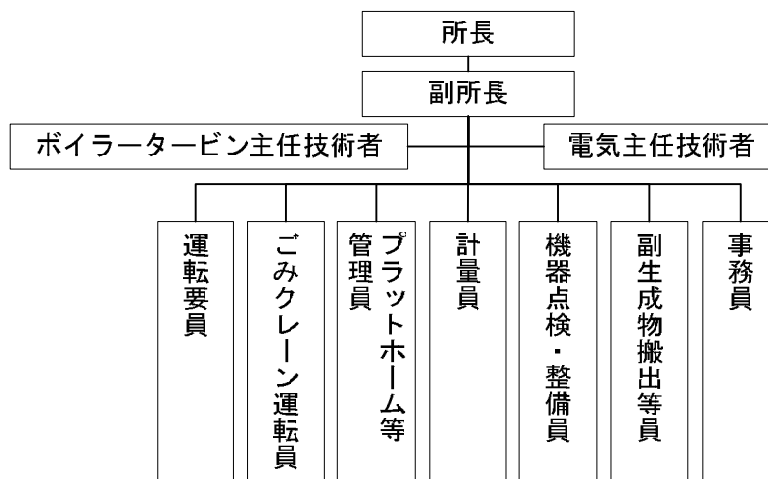 所長
副所長
ボイラータービン主任技術者
電気主任技術者
運転要員
ごみクレーン運転員
プラットホーム等
管理員
計量員
機器点検・整備員
副生成物搬出等員
事務員